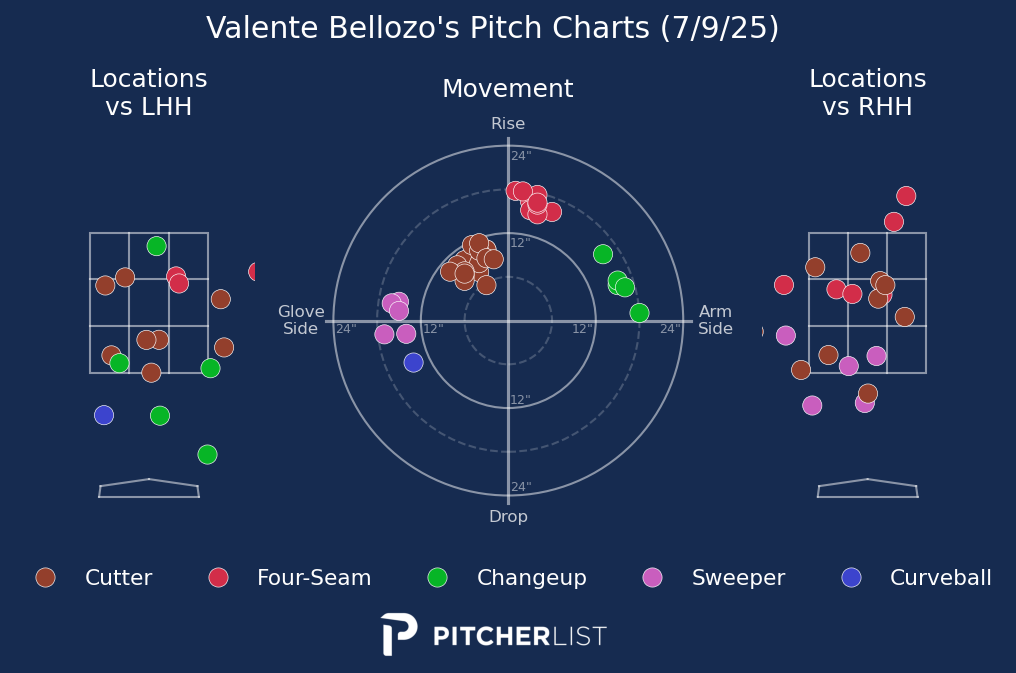 Valente Bellozo's Pitch Charts (7/9/25)
Locations
vs LHH
Movement
Locations
vs RHH
Rise
24"
12"
Glove
Side
24"
12"
12"
24"
Arm
Side
12"
24"
Drop
Cutter
Four-Seam
Changeup
Sweeper
Curveball
PITCHERLIST